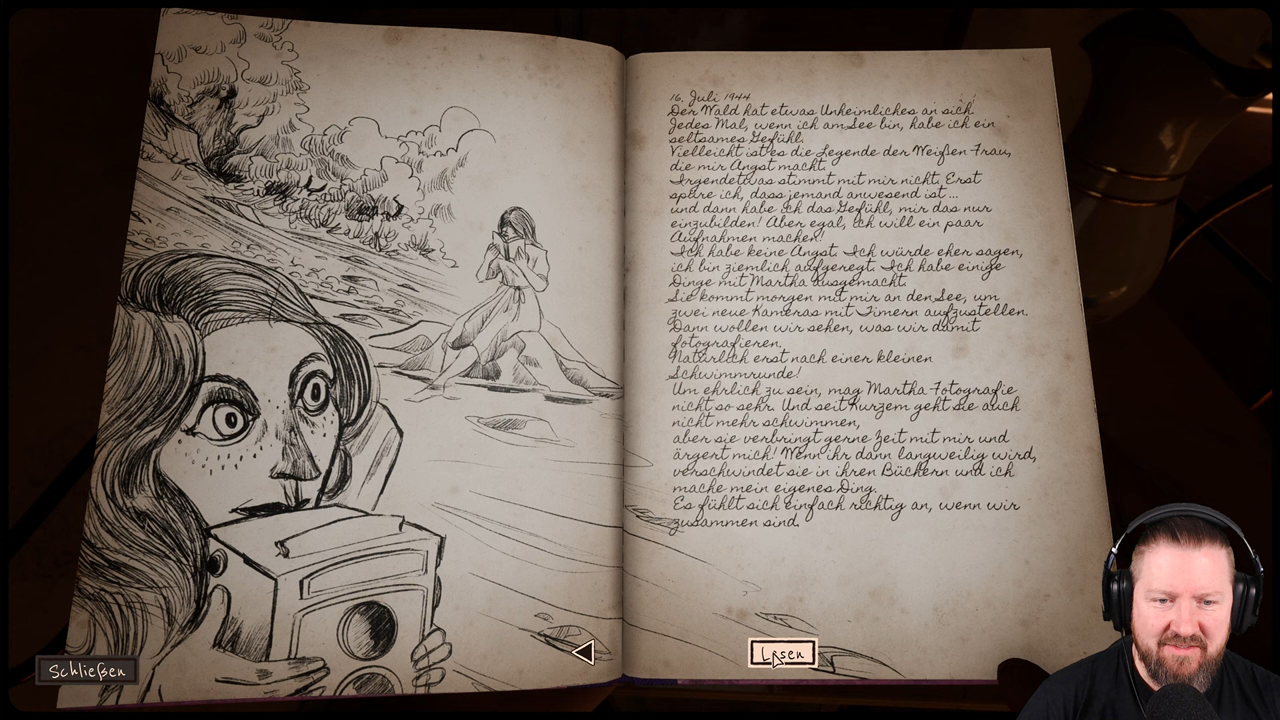 16. Juli 1944
Der Wald hat etwas Unheimliches an sich.
Jedes Mal, wenn ich am See bin, habe ich ein
seltsames Gefühl.
Vielleicht ist es die Legende der Weißen Frau,
die mir Angst macht.
Irgendetwas stimmt mit mir nicht. Erst
spüre ich, dass jemand anwesend ist ...
und dann habe ich das Gefühl, mir das nur
einzubilden! Aber egal, ich will ein paar
Aufnahmen machen!
Ich habe keine Angst. Ich würde eher sagen,
ich bin ziemlich aufgeregt. Ich habe einige
Dinge mit Martha ausgemacht.
Sie kommt morgen mit mir an den See, um
zwei neue Kameras mit Timern aufzustellen.
Dann wollen wir sehen, was wir damit
fotografieren.
Natürlich erst nach einer kleinen
Schwimmrunde!
Um ehrlich zu sein, mag Martha Fotografie
nicht so sehr. Und seit Kurzem geht sie auch
nicht mehr schwimmen,
aber sie verbringt gerne Zeit mit mir und
ärgert mich! Wenn ihr dann langweilig wird,
verschwindet sie in ihren Büchern und ich
mache mein eigenes Ding.
Es fühlt sich einfach richtig an, wenn wir
zusammen sind.
Lesen
Schließen